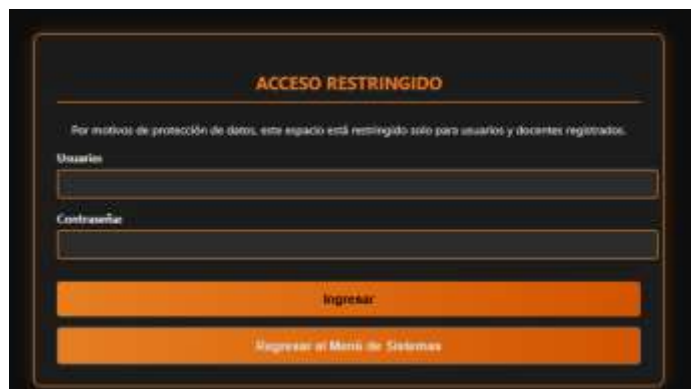 ACCESO RESTRINGIDO
Por motivos de protección de datos, este espacio está restringido solo para usuarios y docentes registrados.
Usuario:
Contraseña:
Ingresar
Regresar al Menú de Sistemas